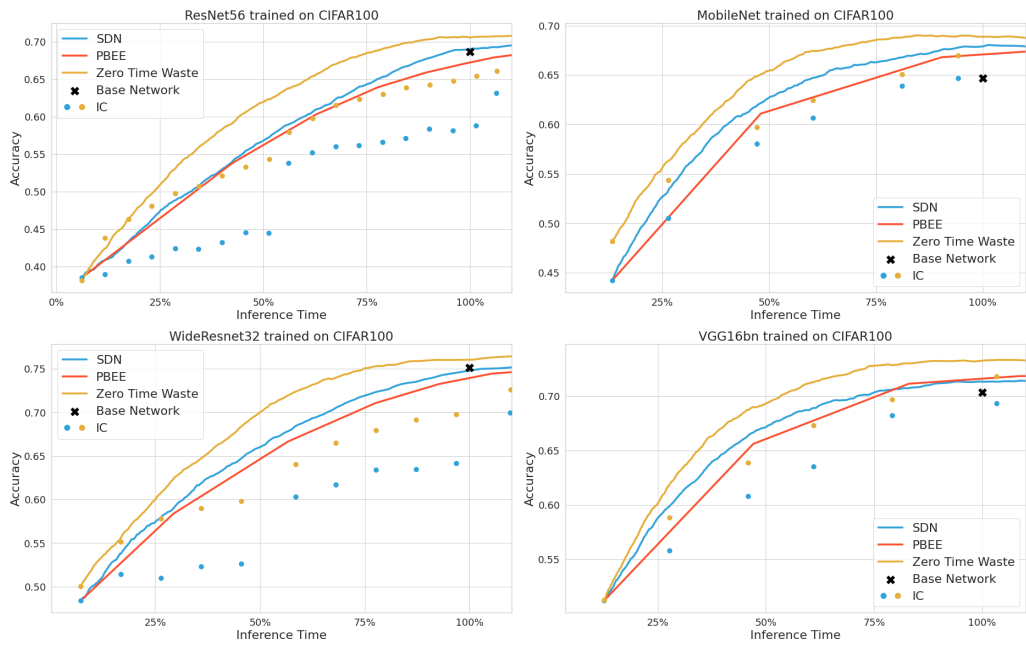 ResNet56 trained on CIFAR100
Accuracy
0.70
0.65
0.60
0.55
0.50
0.45
0.40
SDN
PBEE
Zero Time Waste
Base Network
IC
0% 25% 50% 75% 100%
Inference Time
MobileNet trained on CIFAR100
Accuracy
0.70
0.65
0.60
0.55
0.50
0.45
SDN
PBEE
Zero Time Waste
Base Network
IC
25% 50% 75% 100%
Inference Time
WideResnet32 trained on CIFAR100
Accuracy
0.75
0.70
0.65
0.60
0.55
0.50
SDN
PBEE
Zero Time Waste
Base Network
IC
25% 50% 75% 100%
Inference Time
VGG16bn trained on CIFAR100
Accuracy
0.70
0.65
0.60
0.55
SDN
PBEE
Zero Time Waste
Base Network
IC
25% 50% 75% 100%
Inference Time